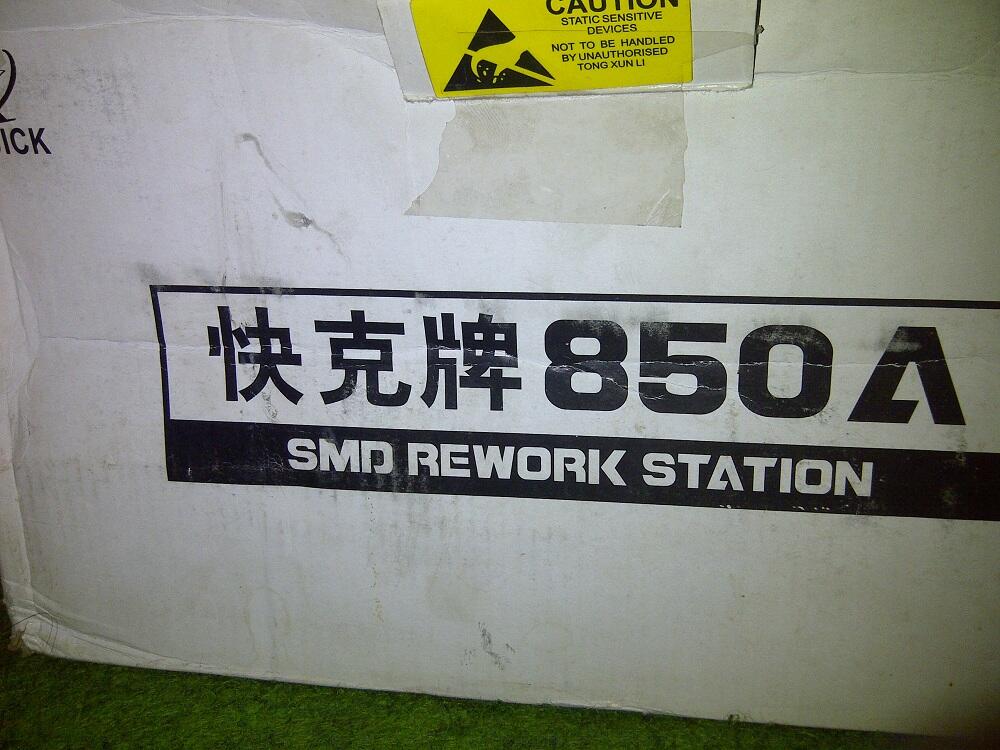 CAUTION
STATIC SENSITIVE
DEVICES
NOT TO BE HANDLED
BY UNAUTHORISED
TONG XUN LI
快克牌850A
SMD REWORK STATION